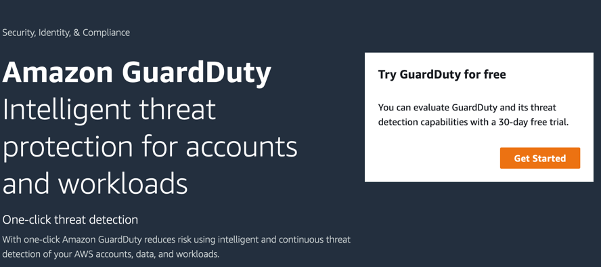 Security, Identity, & Compliance
Amazon GuardDuty
Intelligent threat
protection for accounts
and workloads
One-click threat detection
With one-click Amazon GuardDuty reduces risk using intelligent and continuous threat
detection of your AWS accounts, data, and workloads.
Try GuardDuty for free
You can evaluate GuardDuty and its threat
detection capabilities with a 30-day free trial.
Get Started